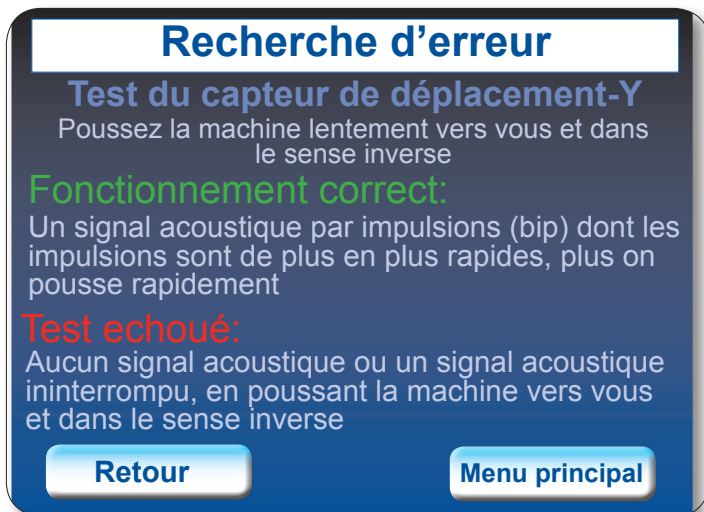 Recherche d’erreur
Test du capteur de déplacement-Y
Poussez la machine lentement vers vous et dans
le sense inverse
Fonctionnement correct:
Un signal acoustique par impulsions (bip) dont les
impulsions sont de plus en plus rapides, plus on
pousse rapidement
Test echoué:
Aucun signal acoustique ou un signal acoustique
ininterrompu, en poussant la machine vers vous
et dans le sense inverse
Retour
Menu principal